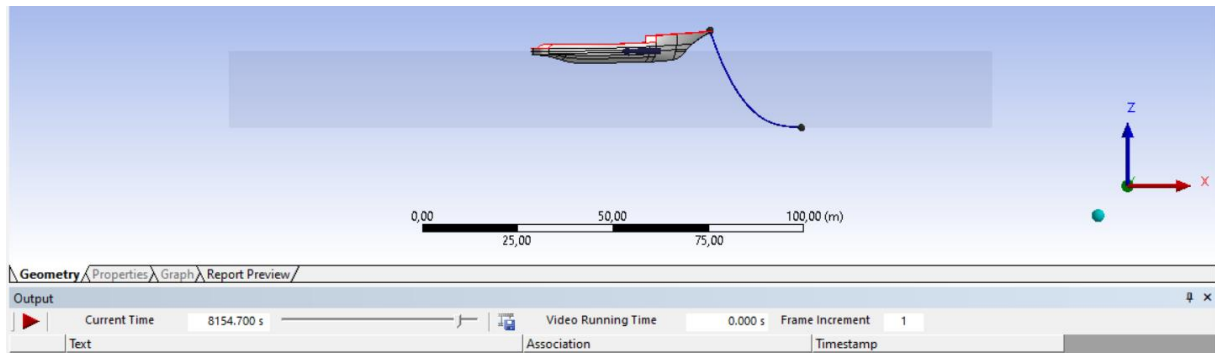 Z
X
0,00 50,00 100,00 (m)
25,00 75,00
Geometry Properties Graph Report Preview
Output
Current Time 8154.700 s Video Running Time 0.000 s Frame Increment 1
Text Association Timestamp